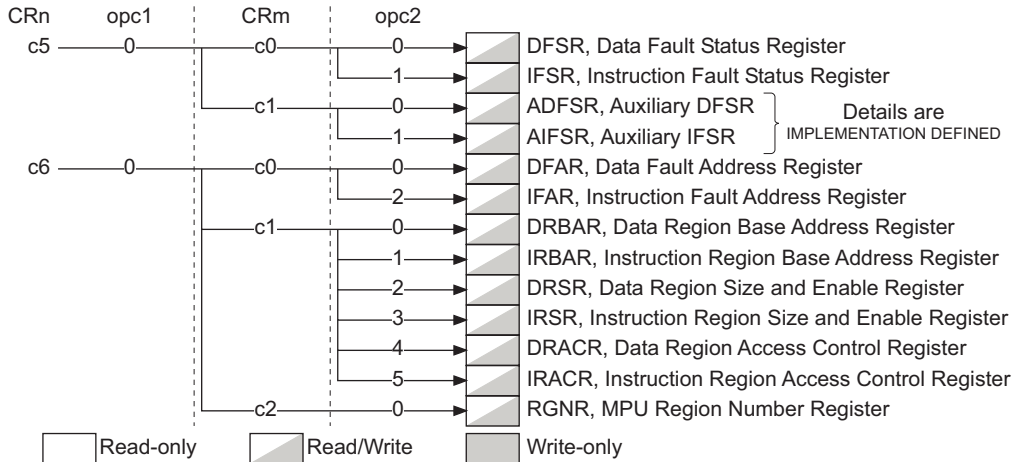 CRn opc1 CRm opc2
c5 0 c0 0 DFSR, Data Fault Status Register
1 IFSR, Instruction Fault Status Register
c1 0 ADFSR, Auxiliary DFSR
1 AIFSR, Auxiliary IFSR
Details are
IMPLEMENTATION DEFINED
c6 0 c0 0 DFAR, Data Fault Address Register
2 IFAR, Instruction Fault Address Register
c1 0 DRBAR, Data Region Base Address Register
1 IRBAR, Instruction Region Base Address Register
2 DRSR, Data Region Size and Enable Register
3 IRSR, Instruction Region Size and Enable Register
4 DRACR, Data Region Access Control Register
5 IRACR, Instruction Region Access Control Register
c2 0 RGNR, MPU Region Number Register
Read-only Read/Write Write-only